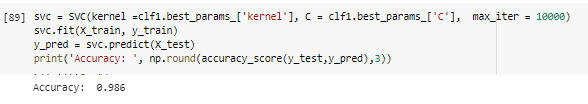 [89] svc = SVC(kernel =clf1.best_params_['kernel'], C = clf1.best_params_['C'],  max_iter = 10000)
svc.fit(X_train, y_train)
y_pred = svc.predict(X_test)
print('Accuracy: ', np.round(accuracy_score(y_test,y_pred),3))
Accuracy:  0.986